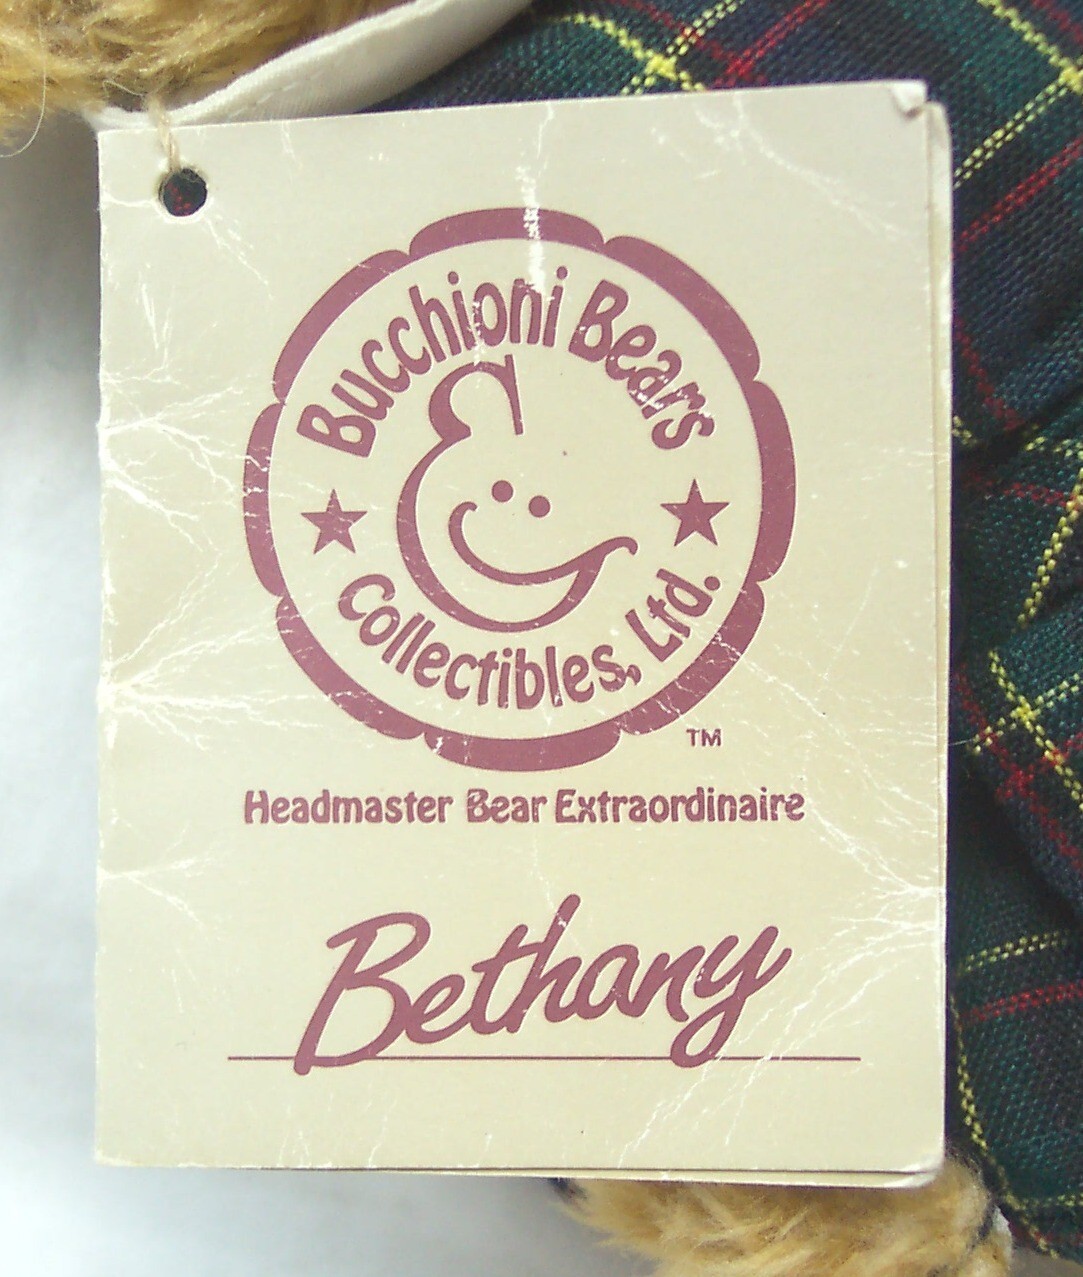 Bucchioni Bears
Collectibles, Ltd.
TM
Headmaster Bear Extraordinaire
Bethany